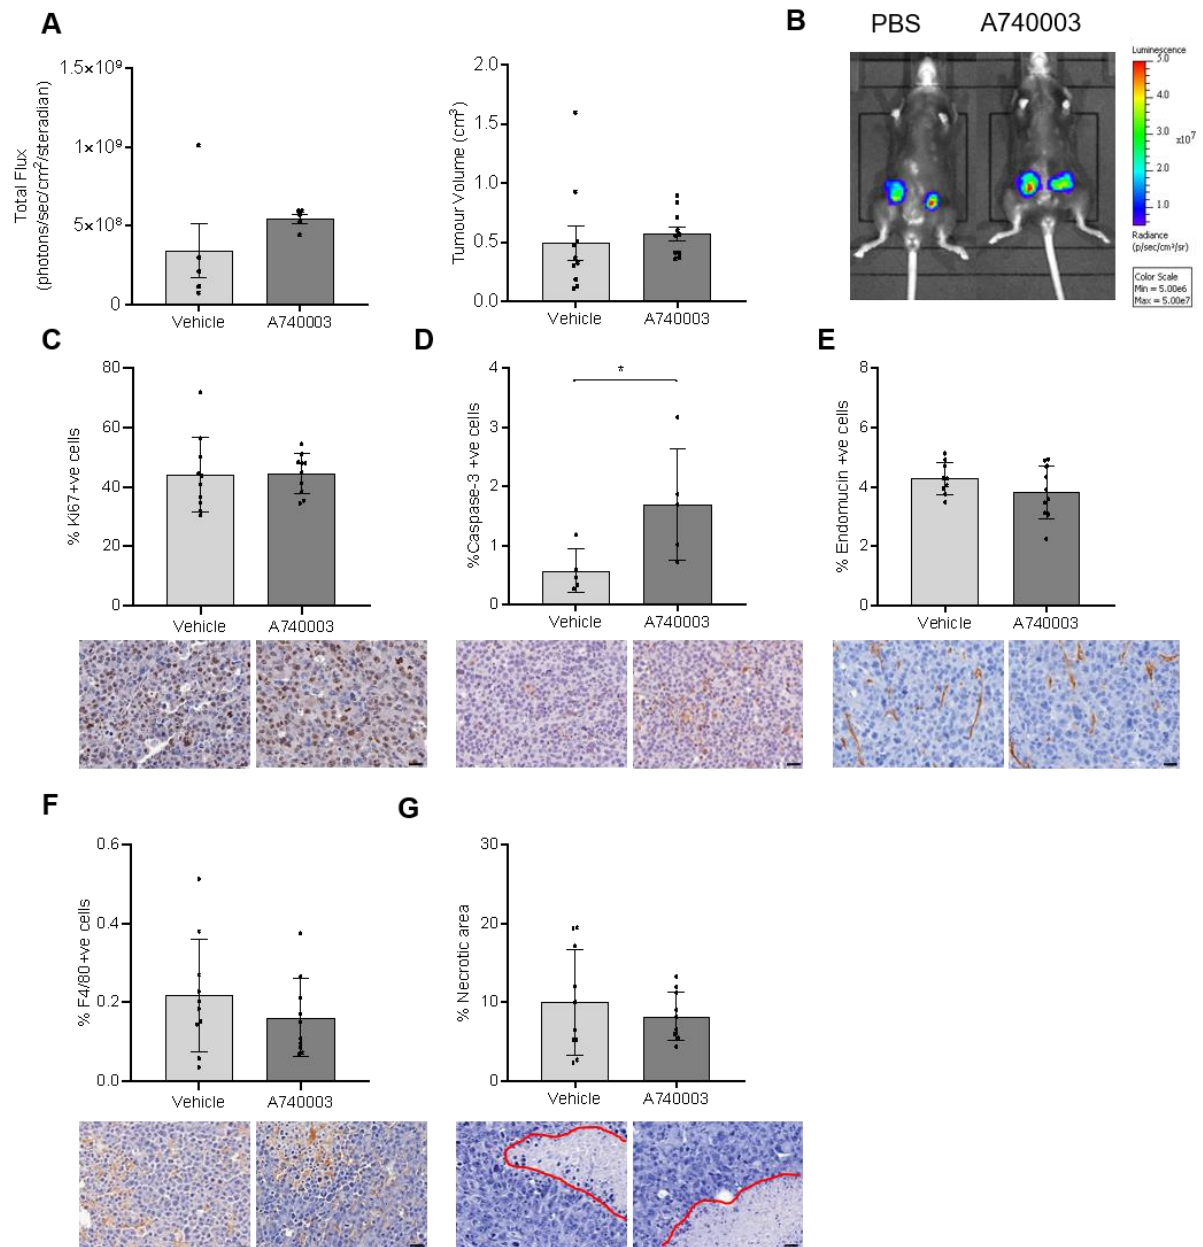 A
B
PBS
A740003
Total Flux
(photons/sec/cm²/steradian)
1.5×10⁹
1×10⁹
5×10⁸
0
Vehicle
A740003
Tumour Volume (cm³)
2.0
1.5
1.0
0.5
0.0
Vehicle
A740003
Luminescence
5.0
4.0
3.0
x10⁷
2.0
1.0
Radiance
(p/sec/cm²/sr)
Color Scale
Min = 5.00e6
Max = 5.00e7
C
% Ki67+ve cells
80
60
40
20
0
Vehicle
A740003
D
%Caspase-3 +ve cells
4
3
2
1
0
*
Vehicle
A740003
E
% Endomucin +ve cells
8
6
4
2
0
Vehicle
A740003
F
% F4/80+ve cells
0.6
0.4
0.2
0.0
Vehicle
A740003
G
% Necrotic area
30
20
10
0
Vehicle
A740003